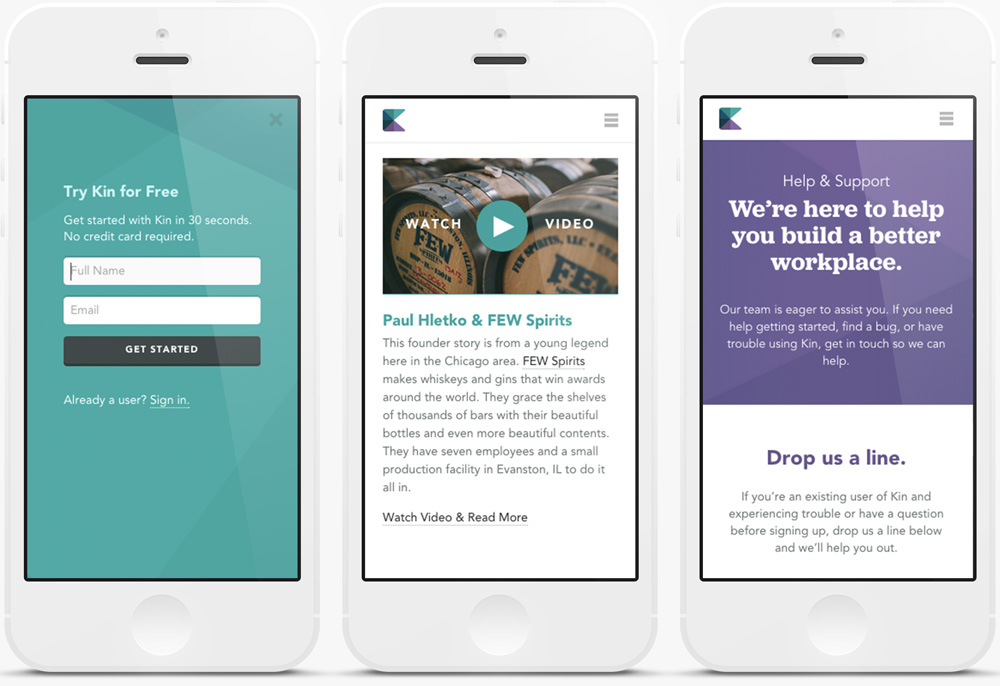 Try Kin for Free
Get started with Kin in 30 seconds.
No credit card required.
Full Name
Email
GET STARTED
Already a user? Sign in.
WATCH VIDEO
FEW SPIRITS, LLC
FEW
FEW
Paul Hletko & FEW Spirits
This founder story is from a young legend
here in the Chicago area. FEW Spirits
makes whiskeys and gins that win awards
around the world. They grace the shelves
of thousands of bars with their beautiful
bottles and even more beautiful contents.
They have seven employees and a small
production facility in Evanston, IL to do it
all in.
Watch Video & Read More
Help & Support
We’re here to help
you build a better
workplace.
Our team is eager to assist you. If you need
help getting started, find a bug, or have
trouble using Kin, get in touch so we can
help.
Drop us a line.
If you’re an existing user of Kin and
experiencing trouble or have a question
before signing up, drop us a line below
and we’ll help you out.